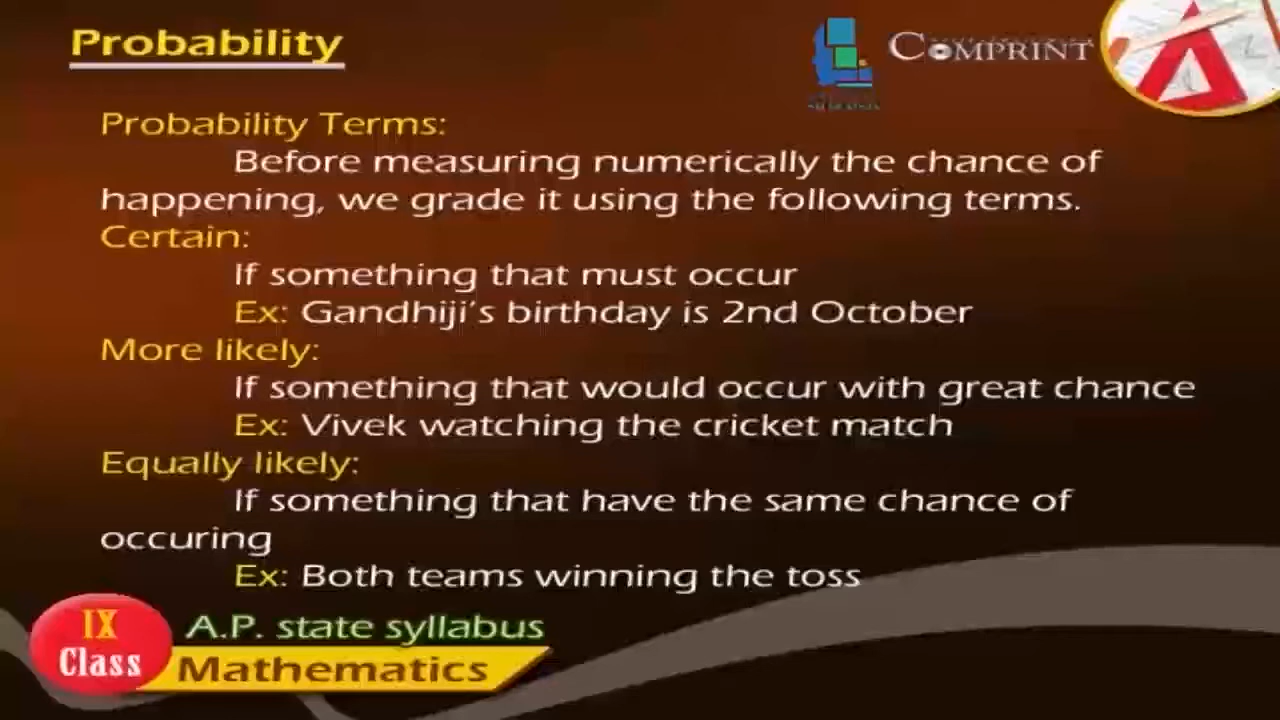 Probability
COMPRINT
Probability Terms:
Before measuring numerically the chance of
happening, we grade it using the following terms.
Certain:
If something that must occur
Ex: Gandhiji's birthday is 2nd October
More likely:
If something that would occur with great chance
Ex: Vivek watching the cricket match
Equally likely:
If something that have the same chance of
occuring
Ex: Both teams winning the toss
IX
Class
A.P. state syllabus
Mathematics